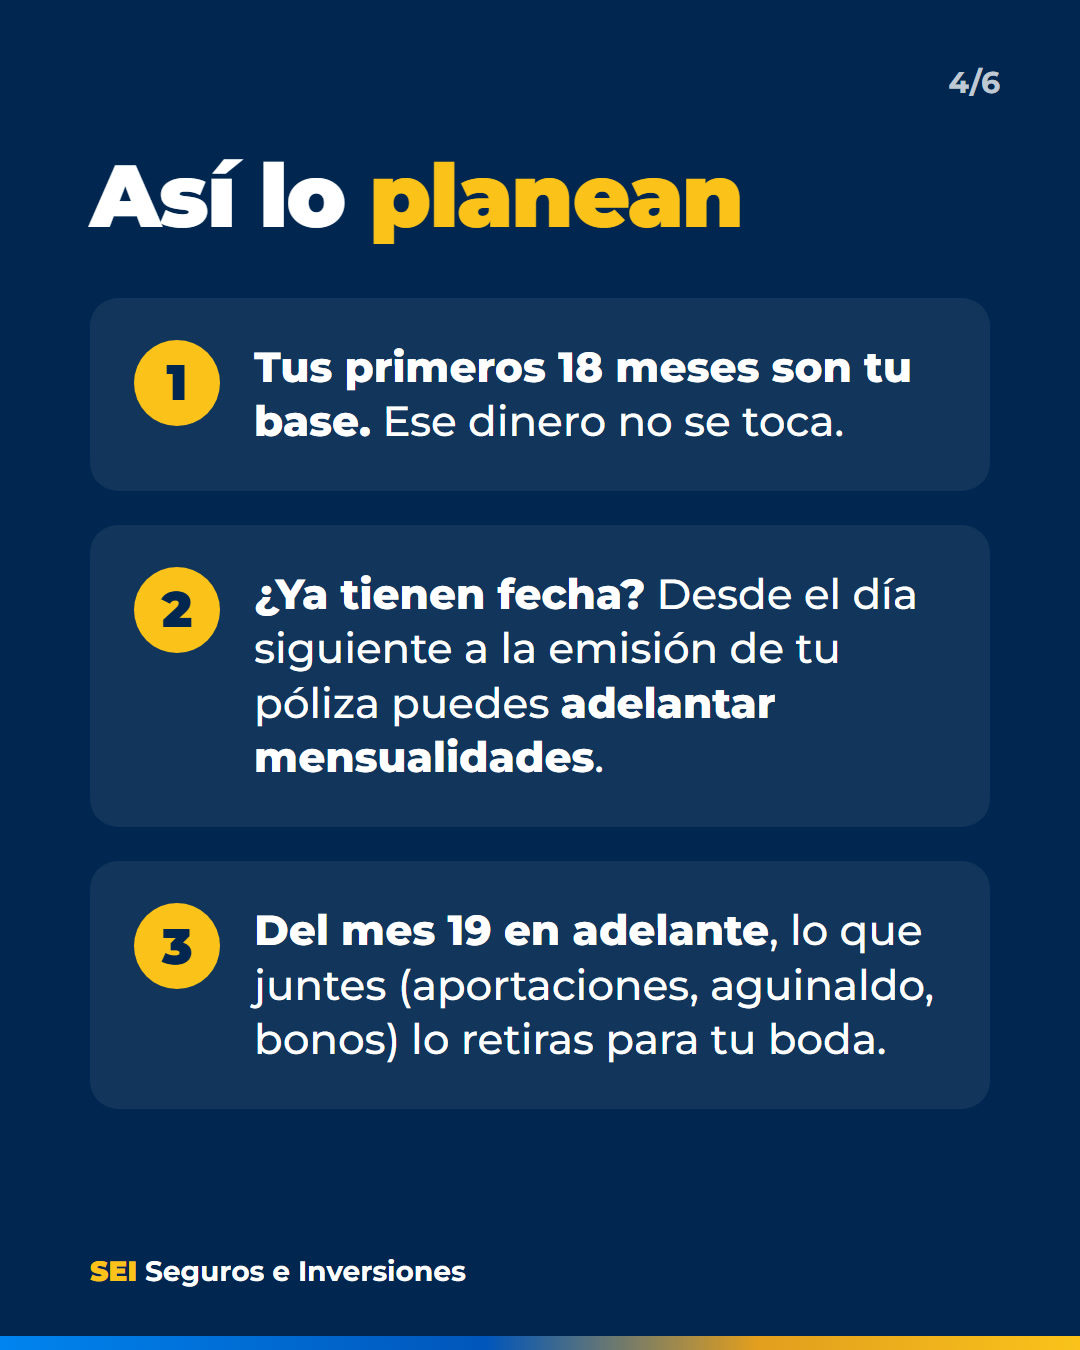 4/6
Así lo planean
1
Tus primeros 18 meses son tu
base. Ese dinero no se toca.
2
¿Ya tienen fecha? Desde el día
siguiente a la emisión de tu
póliza puedes adelantar
mensualidades.
3
Del mes 19 en adelante, lo que
juntes (aportaciones, aguinaldo,
bonos) lo retiras para tu boda.
SEI Seguros e Inversiones